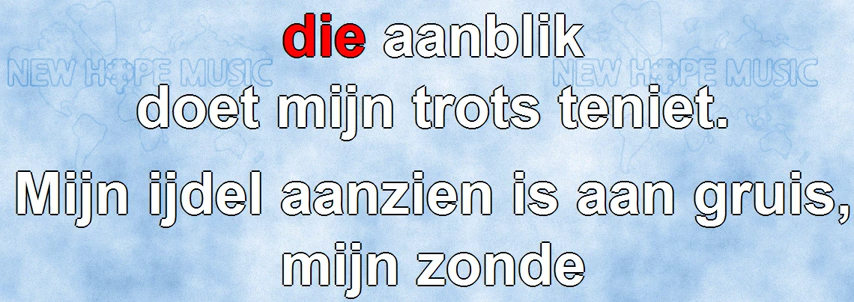 die aanblik
NEW HOPE MUSIC NEW HOPE MUSIC
doet mijn trots teniet.
Mijn ijdel aanzien is aan gruis,
mijn zonde